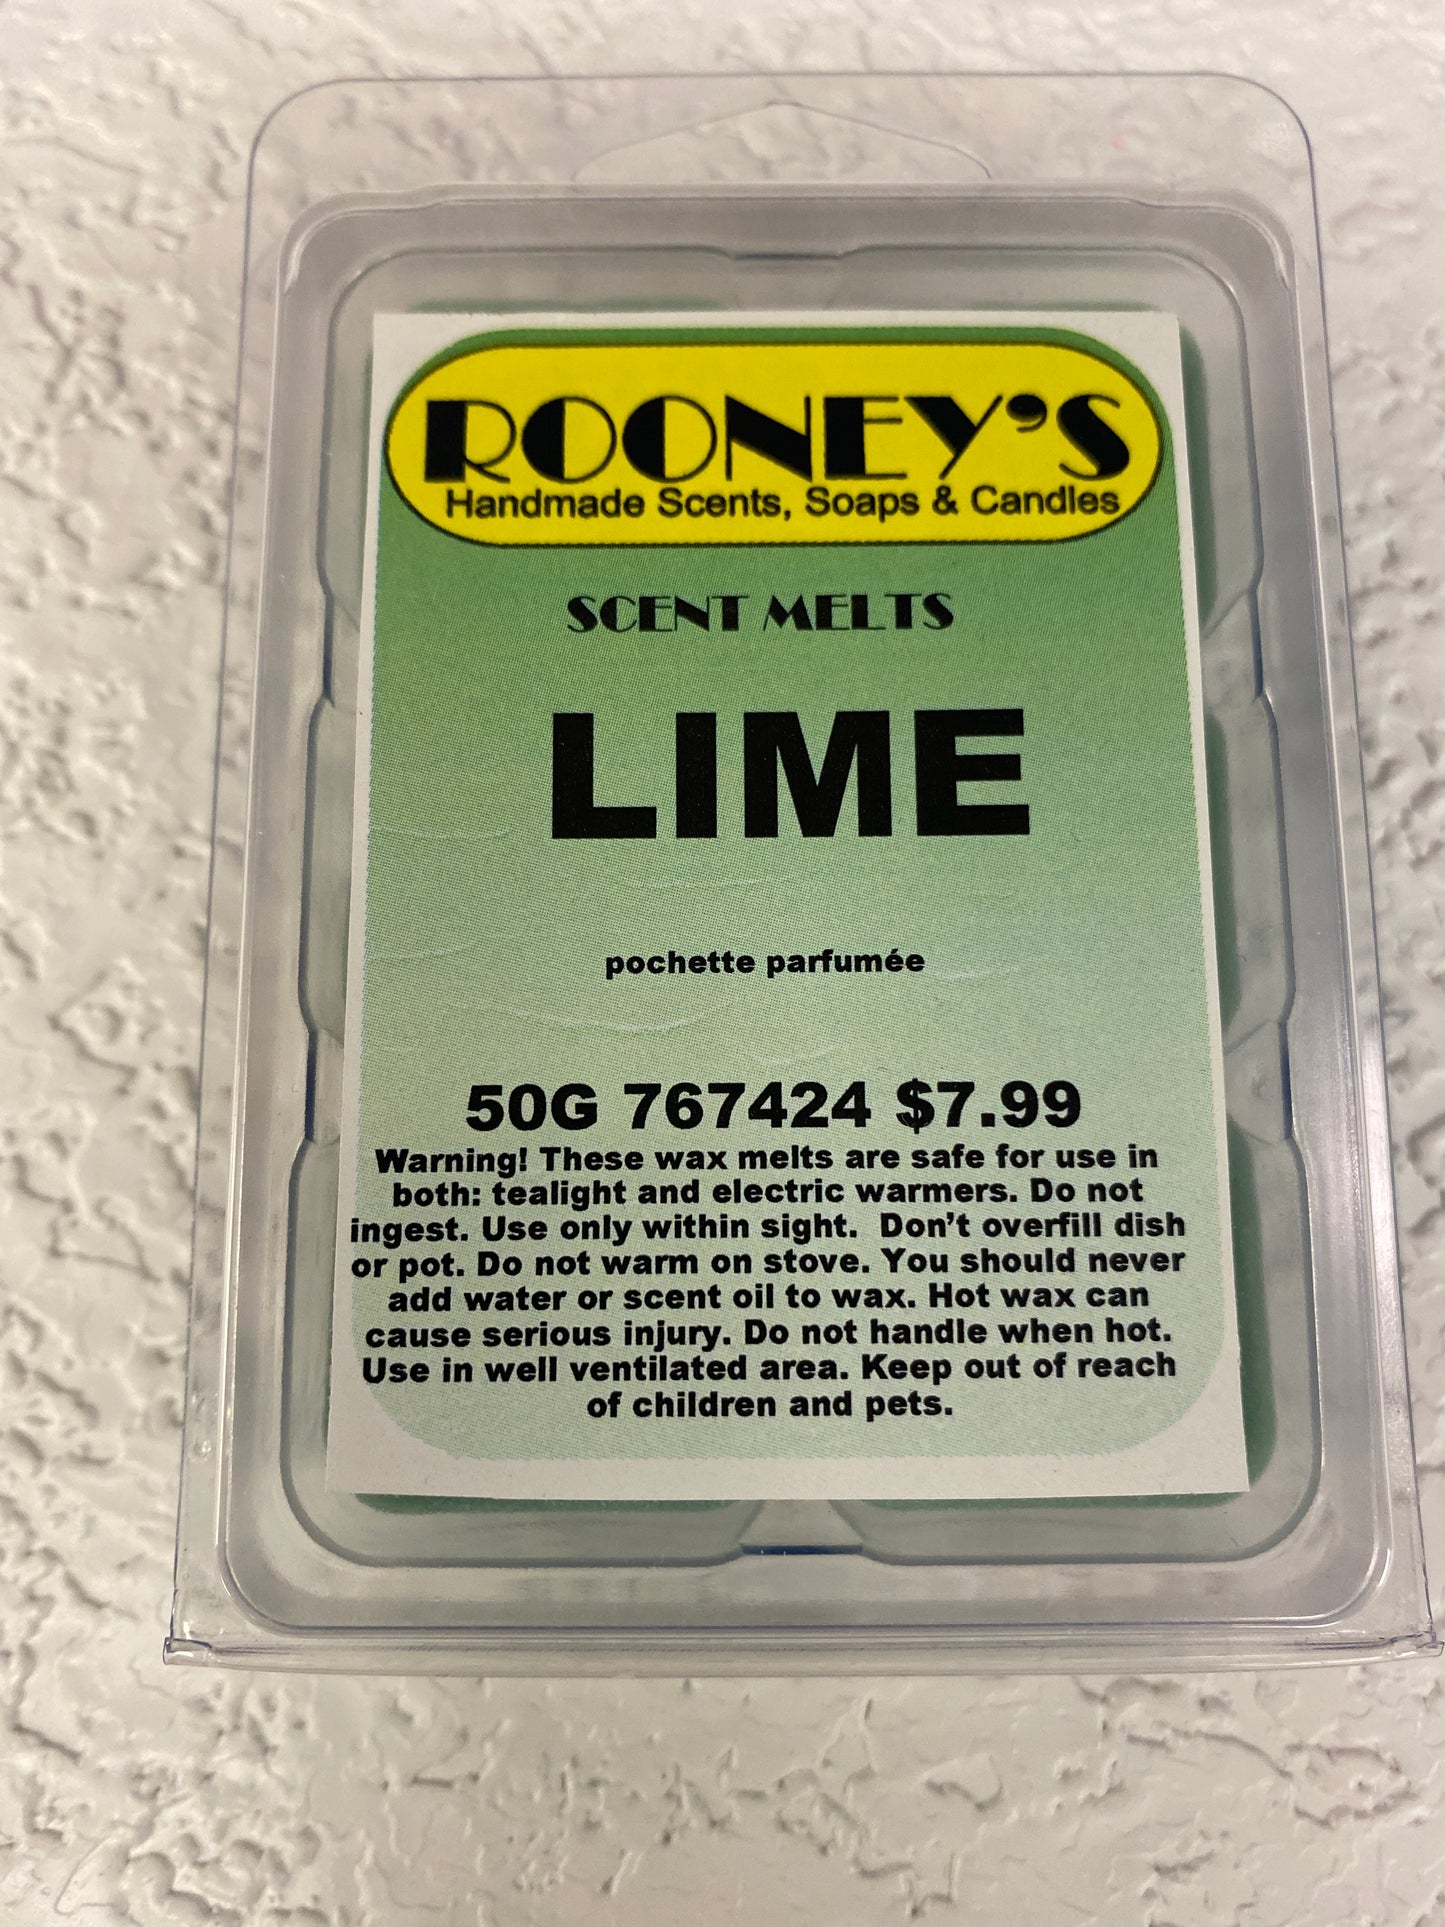 ROONEY'S
Handmade Scents, Soaps & Candles
SCENT MELTS
LIME
pochette parfumée
50G 767424 $7.99
Warning! These wax melts are safe for use in
both: tealight and electric warmers. Do not
ingest. Use only within sight. Don't overfill dish
or pot. Do not warm on stove. You should never
add water or scent oil to wax. Hot wax can
cause serious injury. Do not handle when hot.
Use in well ventilated area. Keep out of reach
of children and pets.